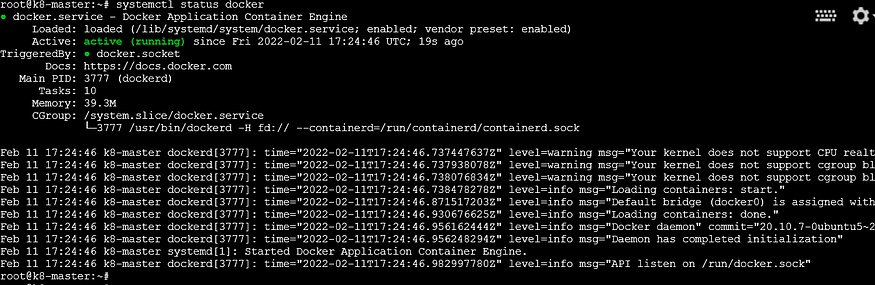 root@k8-master:~# systemctl status docker
● docker.service - Docker Application Container Engine
Loaded: loaded (/lib/systemd/system/docker.service; enabled; vendor preset: enabled)
Active: active (running) since Fri 2022-02-11 17:24:46 UTC; 19s ago
TriggeredBy: ● docker.socket
Docs: https://docs.docker.com
Main PID: 3777 (dockerd)
Tasks: 10
Memory: 39.3M
CGroup: /system.slice/docker.service
└─3777 /usr/bin/dockerd -H fd:// --containerd=/run/containerd/containerd.sock
Feb 11 17:24:46 k8-master dockerd[3777]: time="2022-02-11T17:24:46.737447637Z" level=warning msg="Your kernel does not support CPU realt
Feb 11 17:24:46 k8-master dockerd[3777]: time="2022-02-11T17:24:46.737938078Z" level=warning msg="Your kernel does not support cgroup bl
Feb 11 17:24:46 k8-master dockerd[3777]: time="2022-02-11T17:24:46.738076834Z" level=warning msg="Your kernel does not support cgroup bl
Feb 11 17:24:46 k8-master dockerd[3777]: time="2022-02-11T17:24:46.738478278Z" level=info msg="Loading containers: start."
Feb 11 17:24:46 k8-master dockerd[3777]: time="2022-02-11T17:24:46.871517203Z" level=info msg="Default bridge (docker0) is assigned with
Feb 11 17:24:46 k8-master dockerd[3777]: time="2022-02-11T17:24:46.930676625Z" level=info msg="Loading containers: done."
Feb 11 17:24:46 k8-master dockerd[3777]: time="2022-02-11T17:24:46.956162444Z" level=info msg="Docker daemon" commit="20.10.7-0ubuntu5~2
Feb 11 17:24:46 k8-master dockerd[3777]: time="2022-02-11T17:24:46.956248294Z" level=info msg="Daemon has completed initialization"
Feb 11 17:24:46 k8-master systemd[1]: Started Docker Application Container Engine.
Feb 11 17:24:46 k8-master dockerd[3777]: time="2022-02-11T17:24:46.982997780Z" level=info msg="API listen on /run/docker.sock"
root@k8-master:~#